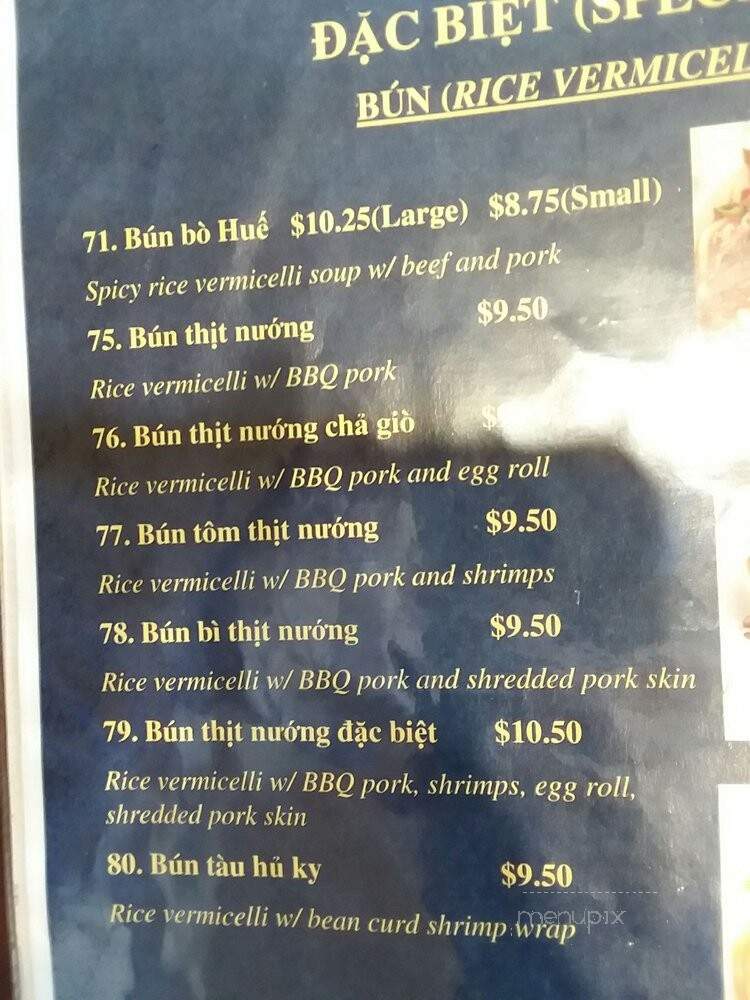 ĐẶC BIỆT
BÚN (RICE VERMICEL
71. Bún bò Huế $10.25(Large) $8.75(Small)
Spicy rice vermicelli soup w/ beef and pork
75. Bún thịt nướng $9.50
Rice vermicelli w/ BBQ pork
76. Bún thịt nướng chả giò
Rice vermicelli w/ BBQ pork and egg roll
77. Bún tôm thịt nướng $9.50
Rice vermicelli w/ BBQ pork and shrimps
78. Bún bì thịt nướng $9.50
Rice vermicelli w/ BBQ pork and shredded pork skin
79. Bún thịt nướng đặc biệt $10.50
Rice vermicelli w/ BBQ pork, shrimps, egg roll,
shredded pork skin
80. Bún tàu hủ ky $9.50
Rice vermicelli w/ bean curd shrimp wrap
menupix